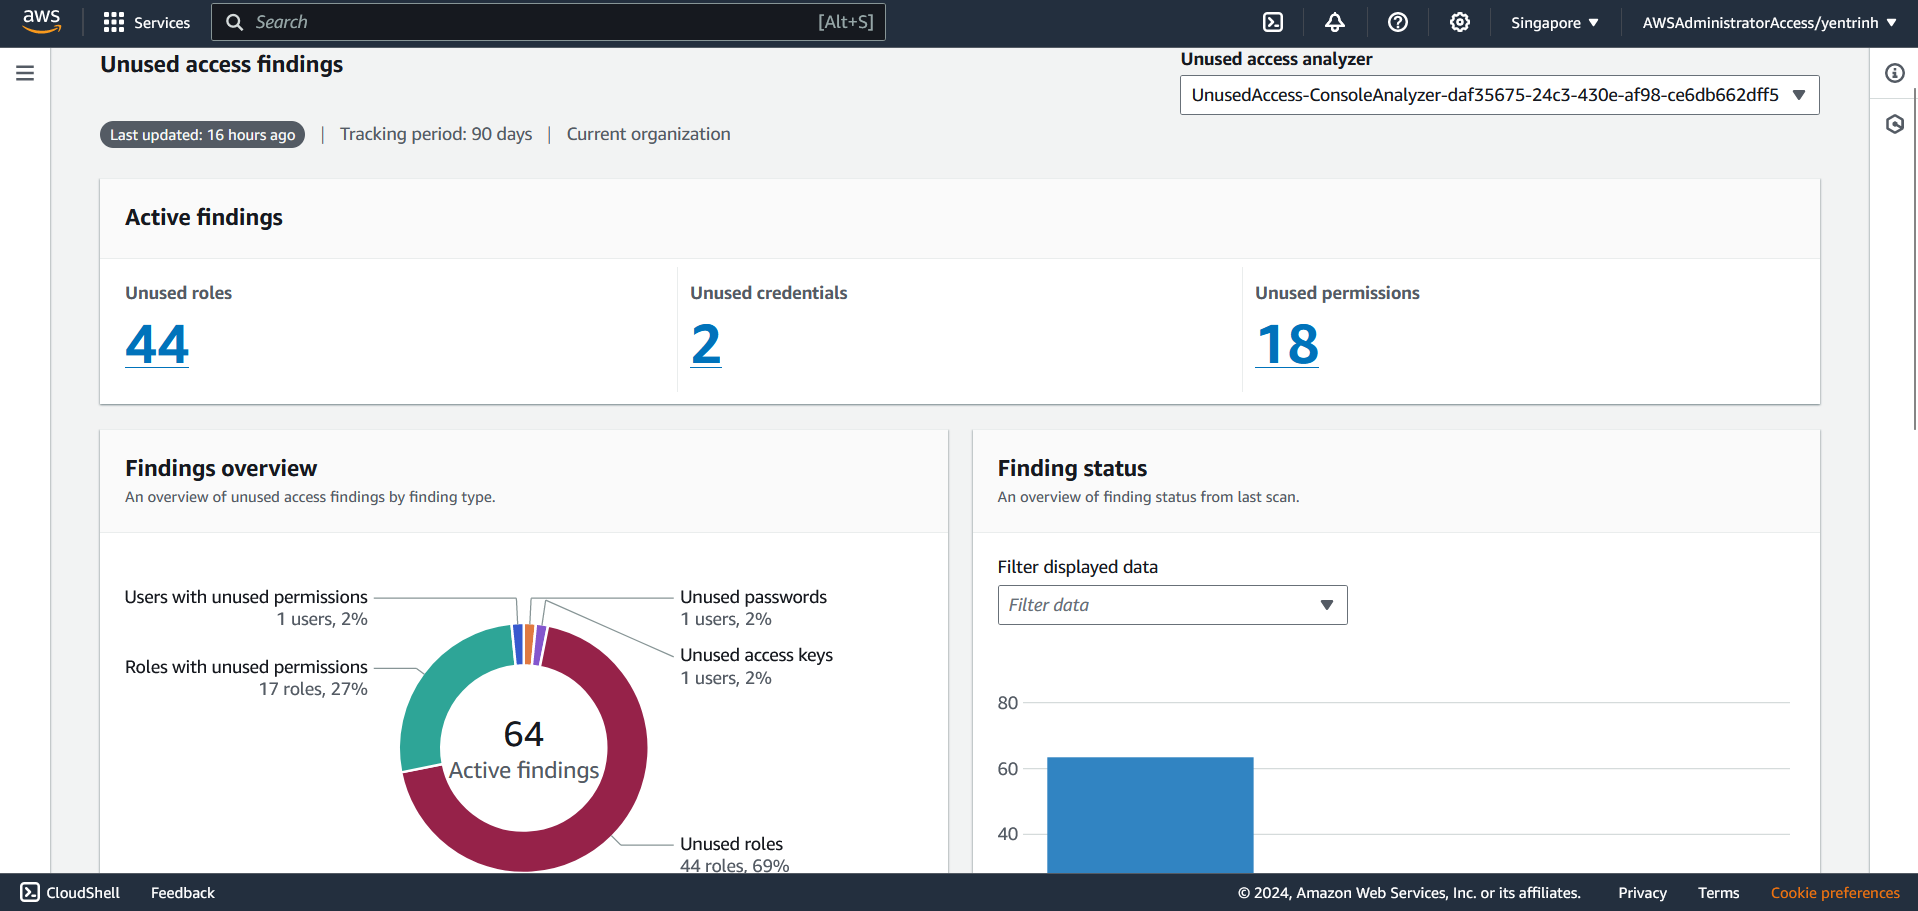 aws
Services
Search
[Alt+S]
Singapore
AWSAdministratorAccess/yentrinh
Unused access findings
Unused access analyzer
UnusedAccess-ConsoleAnalyzer-daf35675-24c3-430e-af98-ce6db662dff5
Last updated: 16 hours ago | Tracking period: 90 days | Current organization
Active findings
Unused roles
44
Unused credentials
2
Unused permissions
18
Findings overview
An overview of unused access findings by finding type.
Users with unused permissions
1 users, 2%
Roles with unused permissions
17 roles, 27%
Unused passwords
1 users, 2%
Unused access keys
1 users, 2%
64
Active findings
Unused roles
44 roles, 69%
Finding status
An overview of finding status from last scan.
Filter displayed data
Filter data
80
60
40
CloudShell
Feedback
© 2024, Amazon Web Services, Inc. or its affiliates.
Privacy
Terms
Cookie preferences